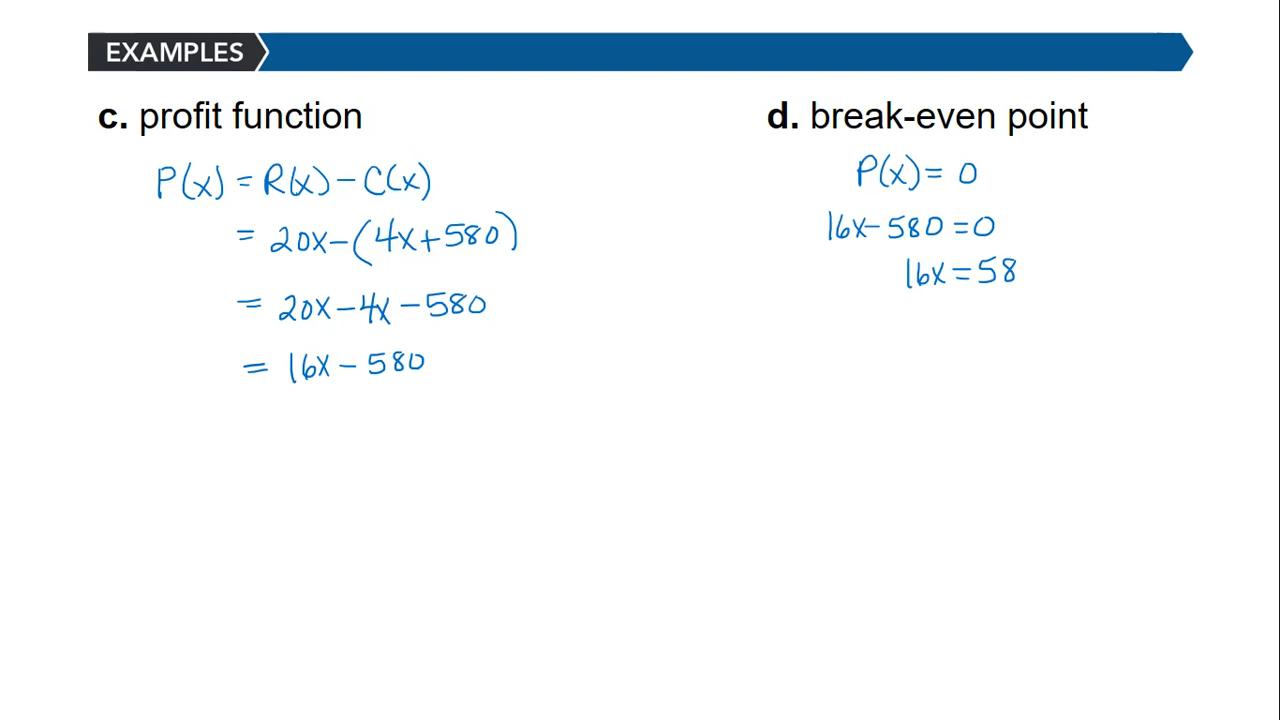 EXAMPLES
c. profit function
P(x) = R(x) - C(x)
= 20x - (4x + 580)
= 20x - 4x - 580
= 16x - 580
d. break-even point
P(x) = 0
16x - 580 = 0
16x = 58